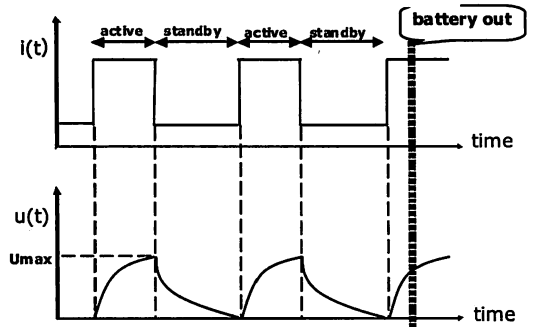 battery out
active standby active standby
i(t)
time
u(t)
Umax
time